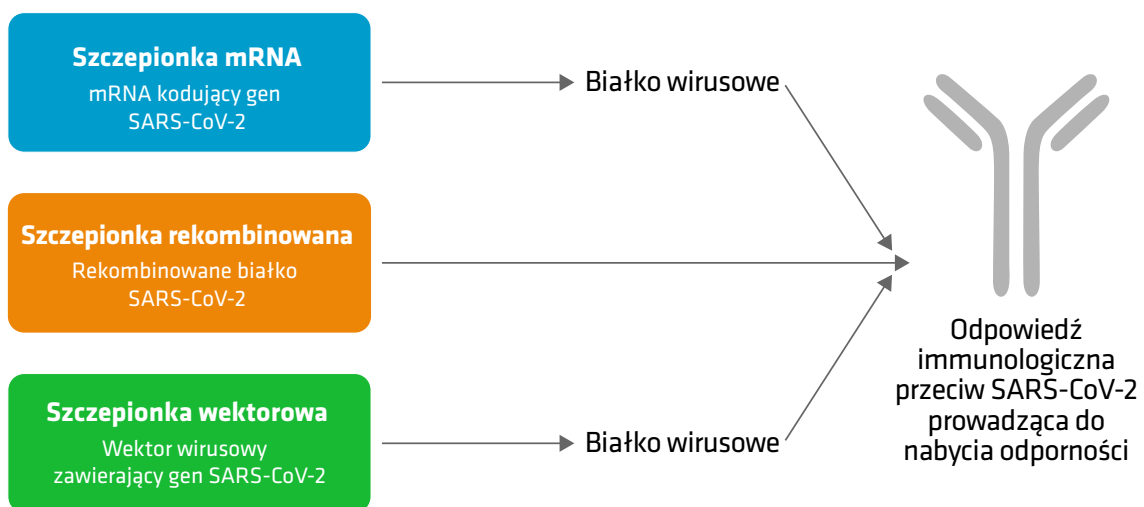 Szczepionka mRNA
mRNA kodujący gen
SARS-CoV-2
Białko wirusowe
Szczepionka rekombinowana
Rekombinowane białko
SARS-CoV-2
Szczepionka wektorowa
Wektor wirusowy
zawierający gen SARS-CoV-2
Białko wirusowe
Odpowiedź
immunologiczna
przeciw SARS-CoV-2
prowadząca do
nabycia odporności